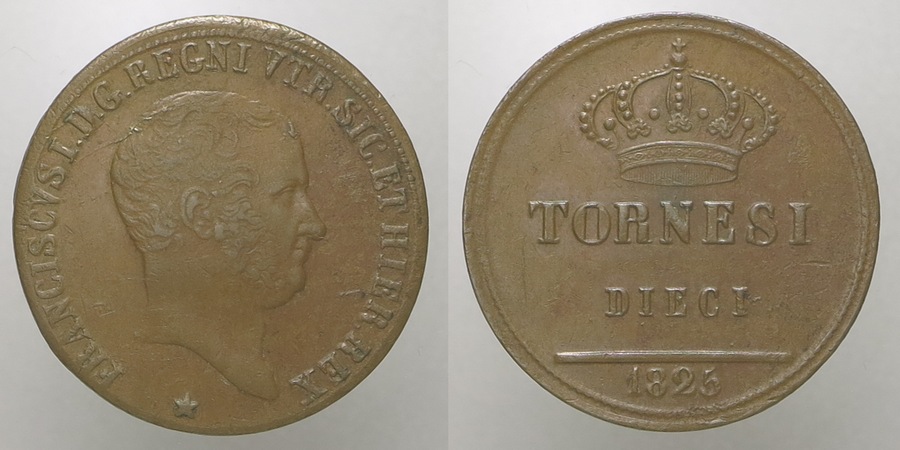 FRANCISCVS I. D. G. REGNI VTR. SIC. ET HIER. REX
TORNESI
DIECI
1825